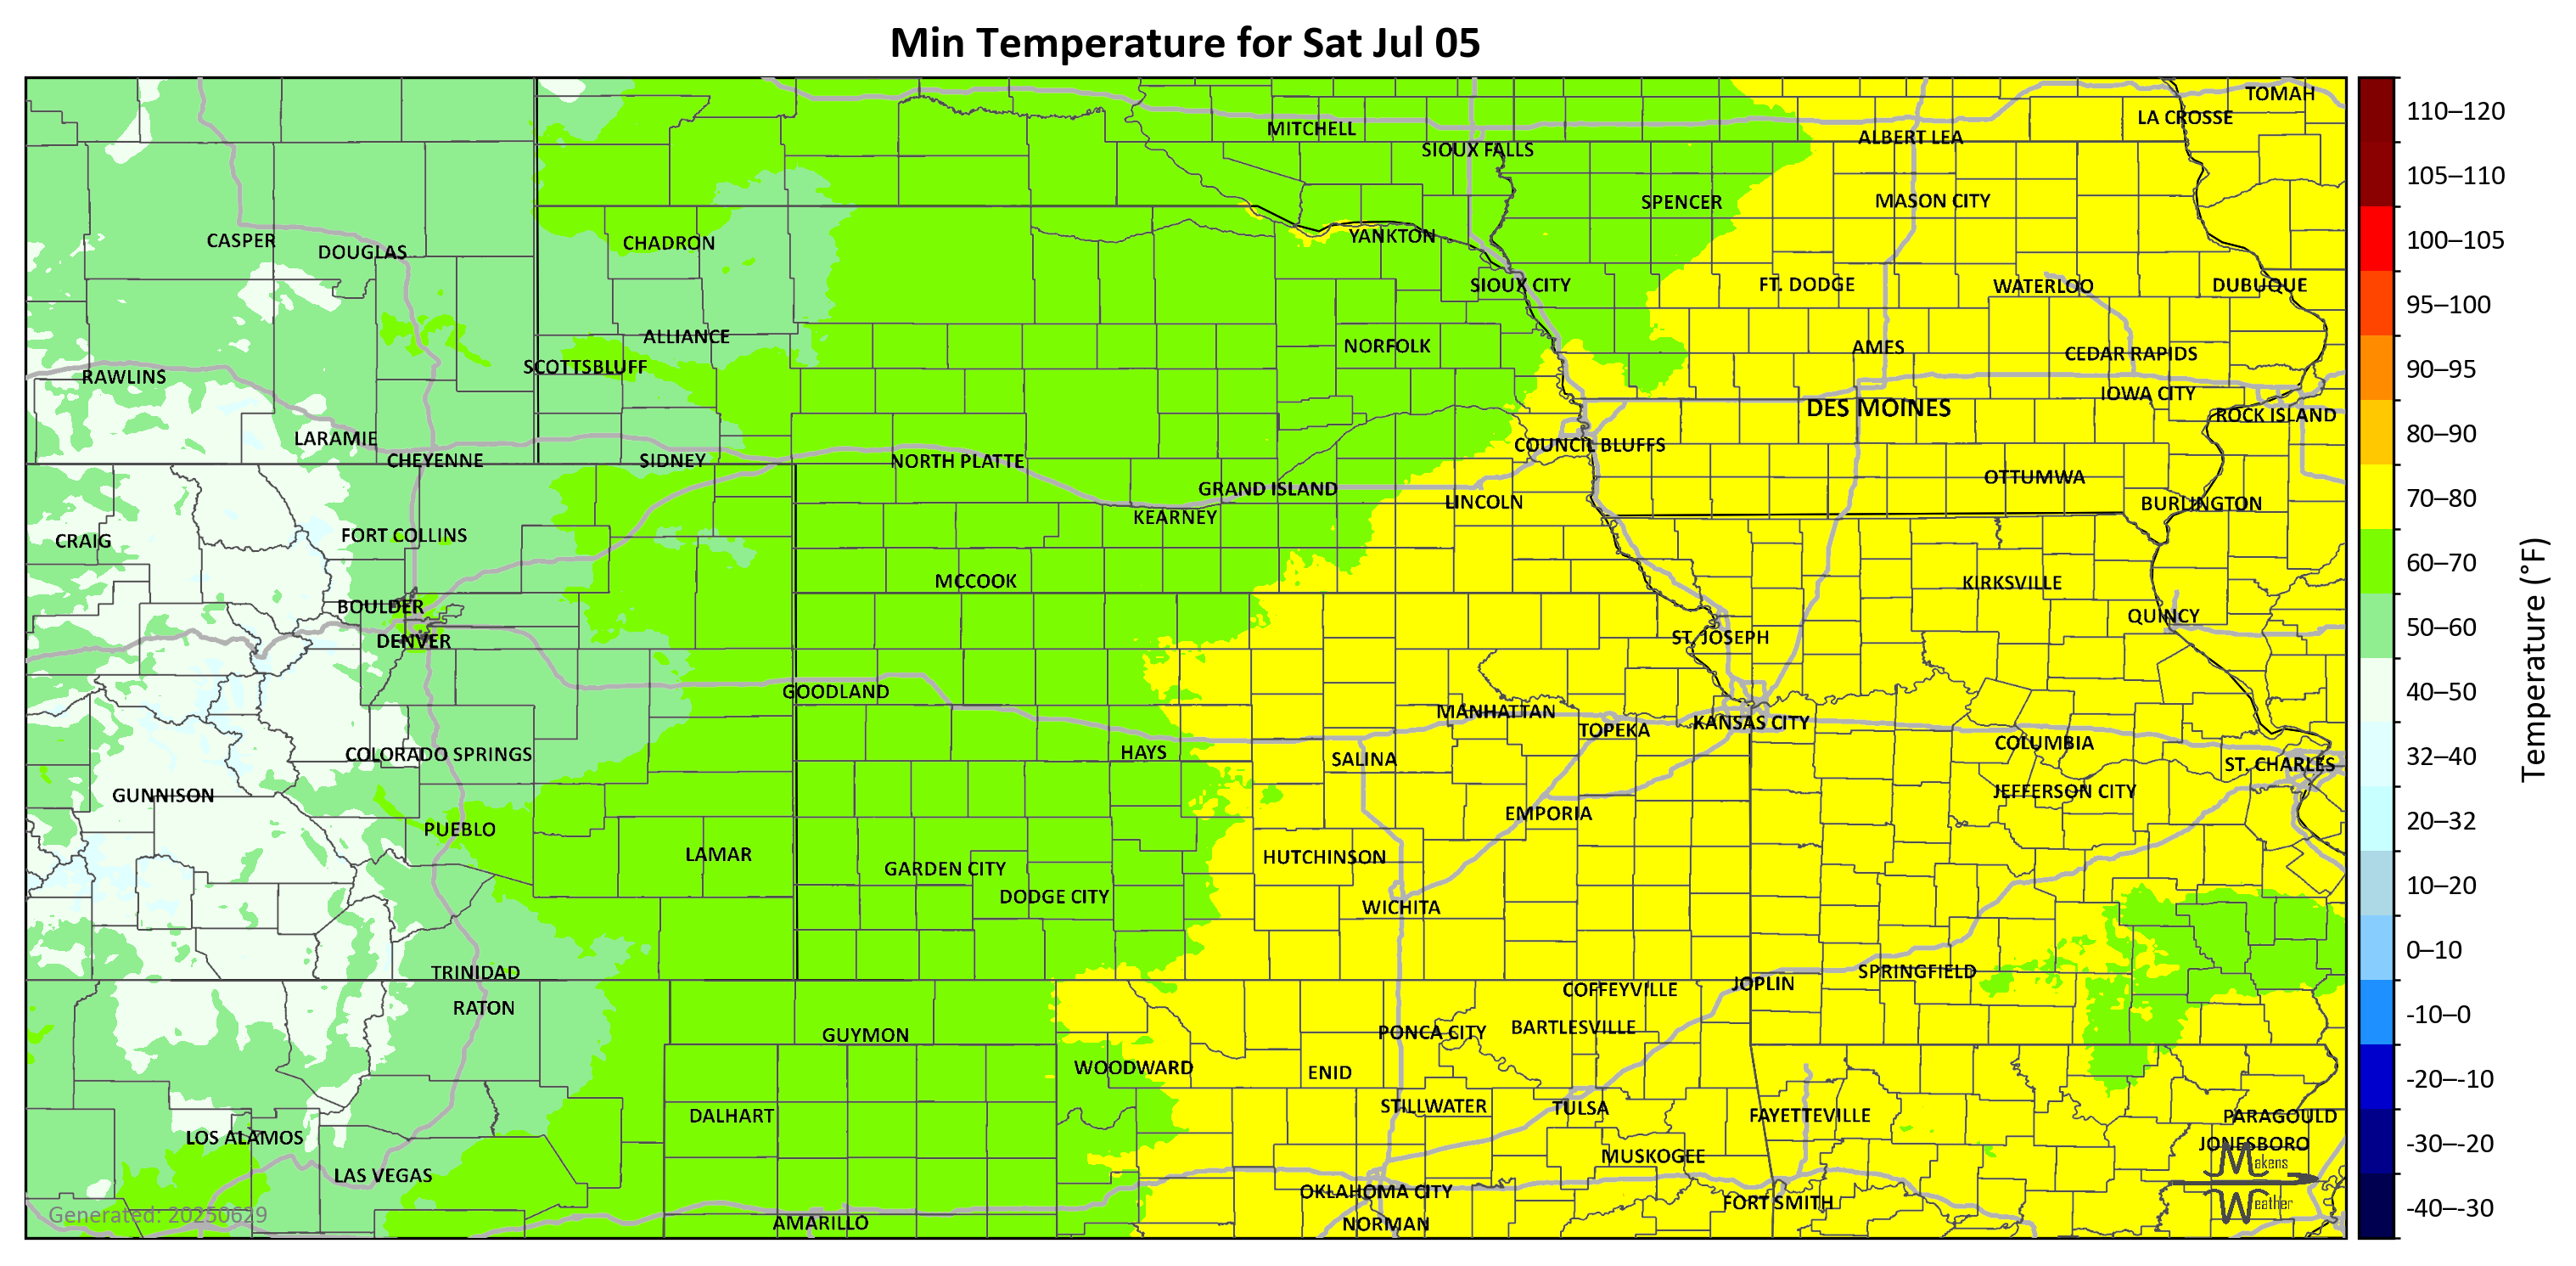 Min Temperature for Sat Jul 05
TOMAH
LA CROSSE
MITCHELL
ALBERT LEA
SIOUX FALLS
SPENCER
MASON CITY
CASPER
DOUGLAS
CHADRON
YANKTON
SIOUX CITY
FT. DODGE
WATERLOO
DUBUQUE
ALLIANCE
NORFOLK
AMES
CEDAR RAPIDS
SCOTTSBLUFF
RAWLINS
IOWA CITY
DES MOINES
ROCK ISLAND
LARAMIE
COUNCIL BLUFFS
CHEYENNE
SIDNEY
NORTH PLATTE
OTTUMWA
GRAND ISLAND
LINCOLN
BURLINGTON
KEARNEY
FORT COLLINS
CRAIG
MCCOOK
KIRKSVILLE
BOULDER
QUINCY
DENVER
ST. JOSEPH
GOODLAND
MANHATTAN
KANSAS CITY
TOPEKA
COLUMBIA
COLORADO SPRINGS
HAYS
SALINA
ST. CHARLES
GUNNISON
JEFFERSON CITY
EMPORIA
PUEBLO
LAMAR
HUTCHINSON
GARDEN CITY
DODGE CITY
WICHITA
TRINIDAD
SPRINGFIELD
JOPLIN
COFFEYVILLE
RATON
GUYMON
PONCA CITY
BARTLESVILLE
WOODWARD
ENID
DALHART
STILLWATER
TULSA
FAYETTEVILLE
PARAGOULD
LOS ALAMOS
JONESBORO
MUSKOGEE
LAS VEGAS
OKLAHOMA CITY
FORT SMITH
AMARILLO
NORMAN
Generated: 20250629
Makens
Weather
110–120
105–110
100–105
95–100
90–95
80–90
70–80
60–70
50–60
40–50
32–40
20–32
10–20
0–10
-10–0
-20–-10
-30–-20
-40–-30
Temperature (°F)